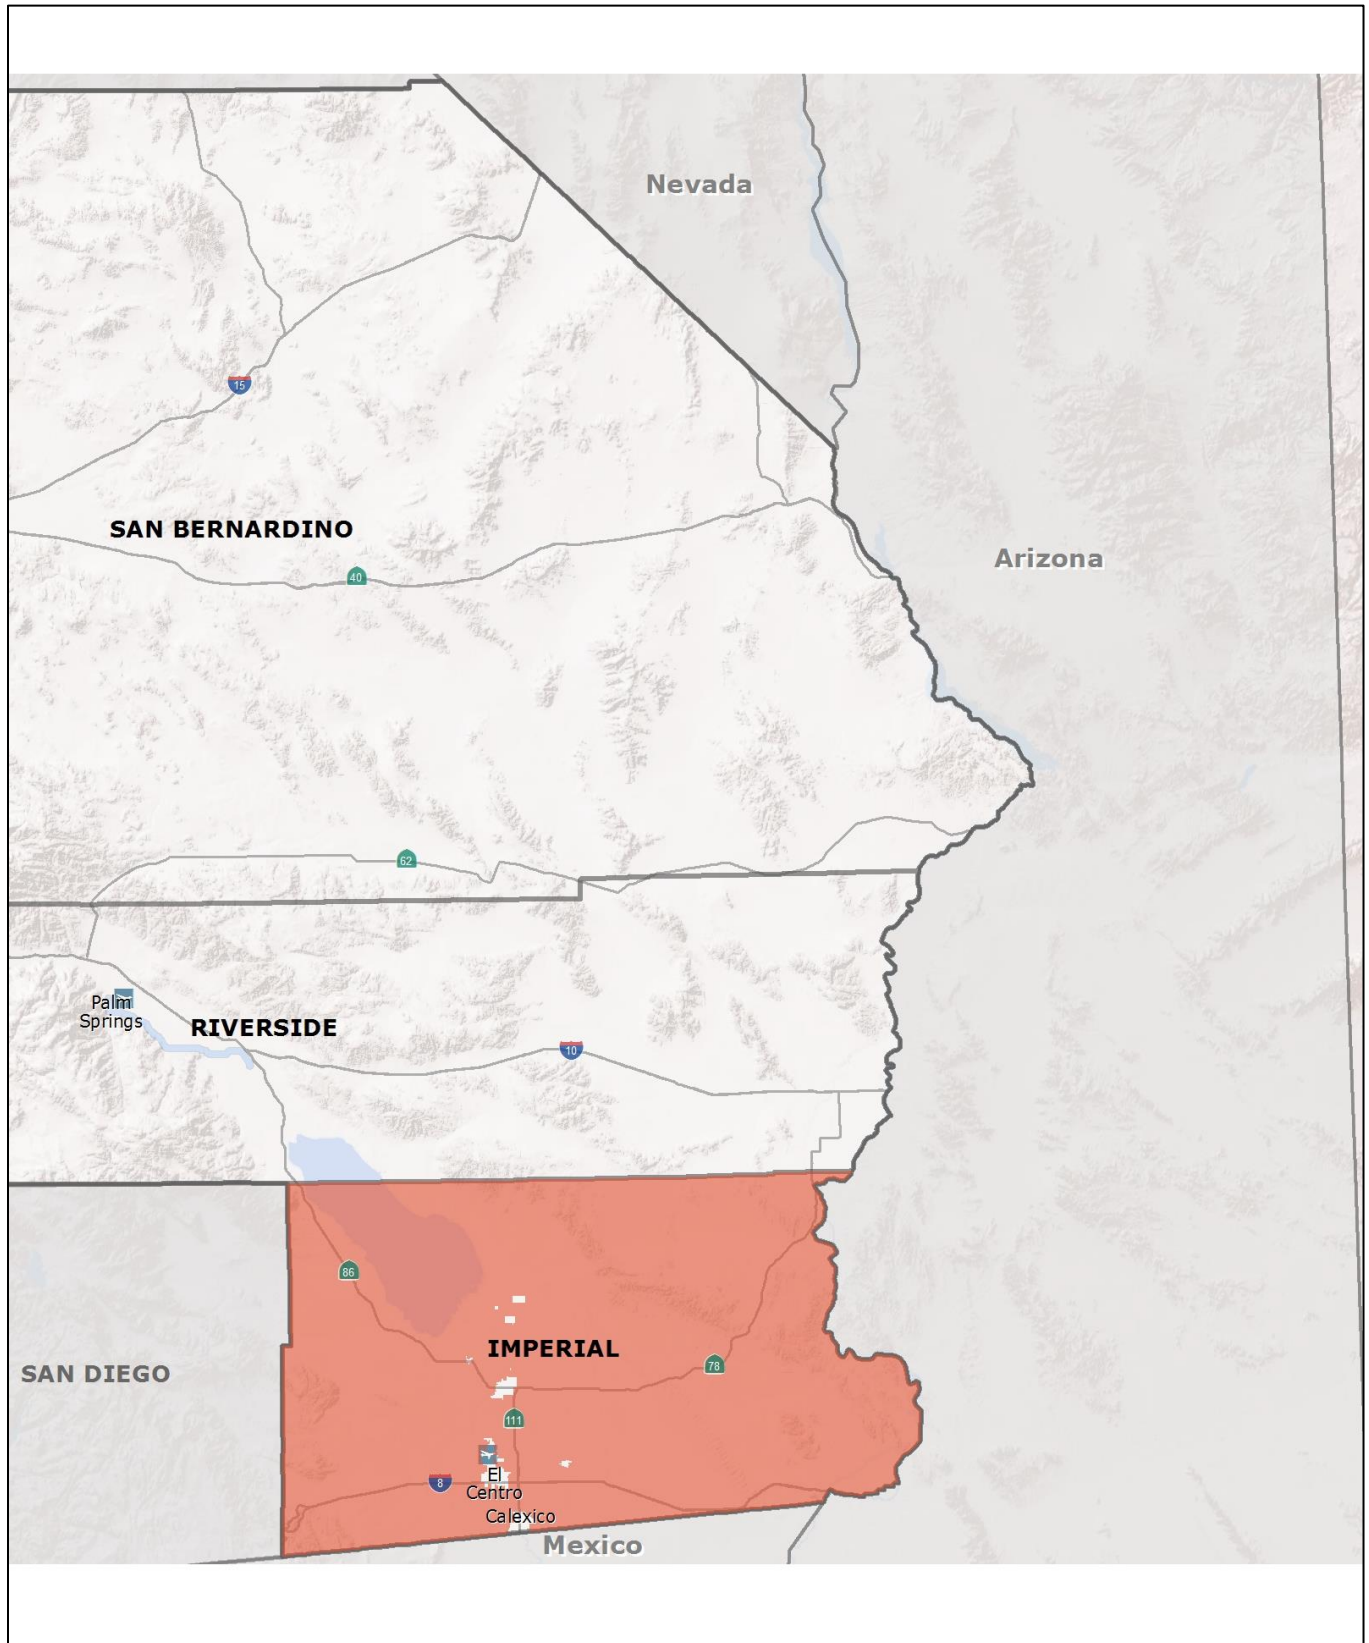 Nevada
15
SAN BERNARDINO
Arizona
40
62
Palm
Springs
RIVERSIDE
10
86
IMPERIAL
78
SAN DIEGO
111
El
8
Centro
Calexico
Mexico